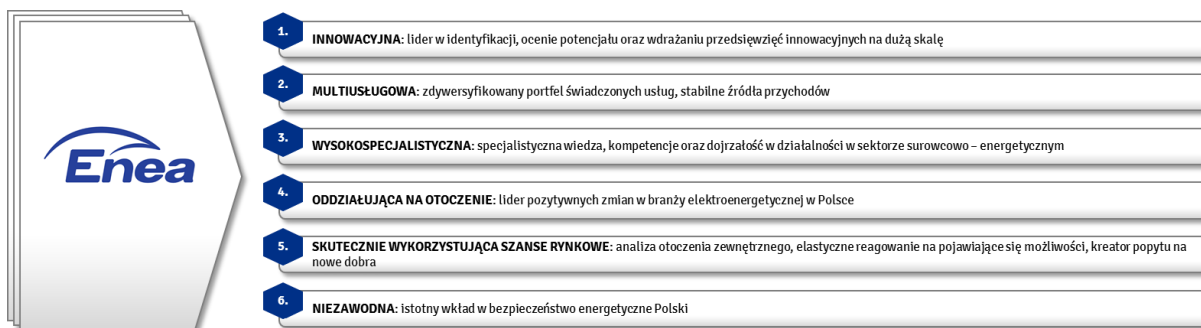 Enea
1.
INNOWACYJNA: lider w identyfikacji, ocenie potencjału oraz wdrażaniu przedsięwzięć innowacyjnych na dużą skalę
2.
MULTIUSŁUGOWA: zdywersyfikowany portfel świadczonych usług, stabilne źródła przychodów
3.
WYSOKOSPECJALISTYCZNA: specjalistyczna wiedza, kompetencje oraz dojrzałość w działalności w sektorze surowcowo – energetycznym
4.
ODDZIAŁUJĄCA NA OTOCZENIE: lider pozytywnych zmian w branży elektroenergetycznej w Polsce
5.
SKUTECZNIE WYKORZYSTUJĄCA SZANSE RYNKOWE: analiza otoczenia zewnętrznego, elastyczne reagowanie na pojawiające się możliwości, kreator popytu na
nowe dobra
6.
NIEZAWODNA: istotny wkład w bezpieczeństwo energetyczne Polski